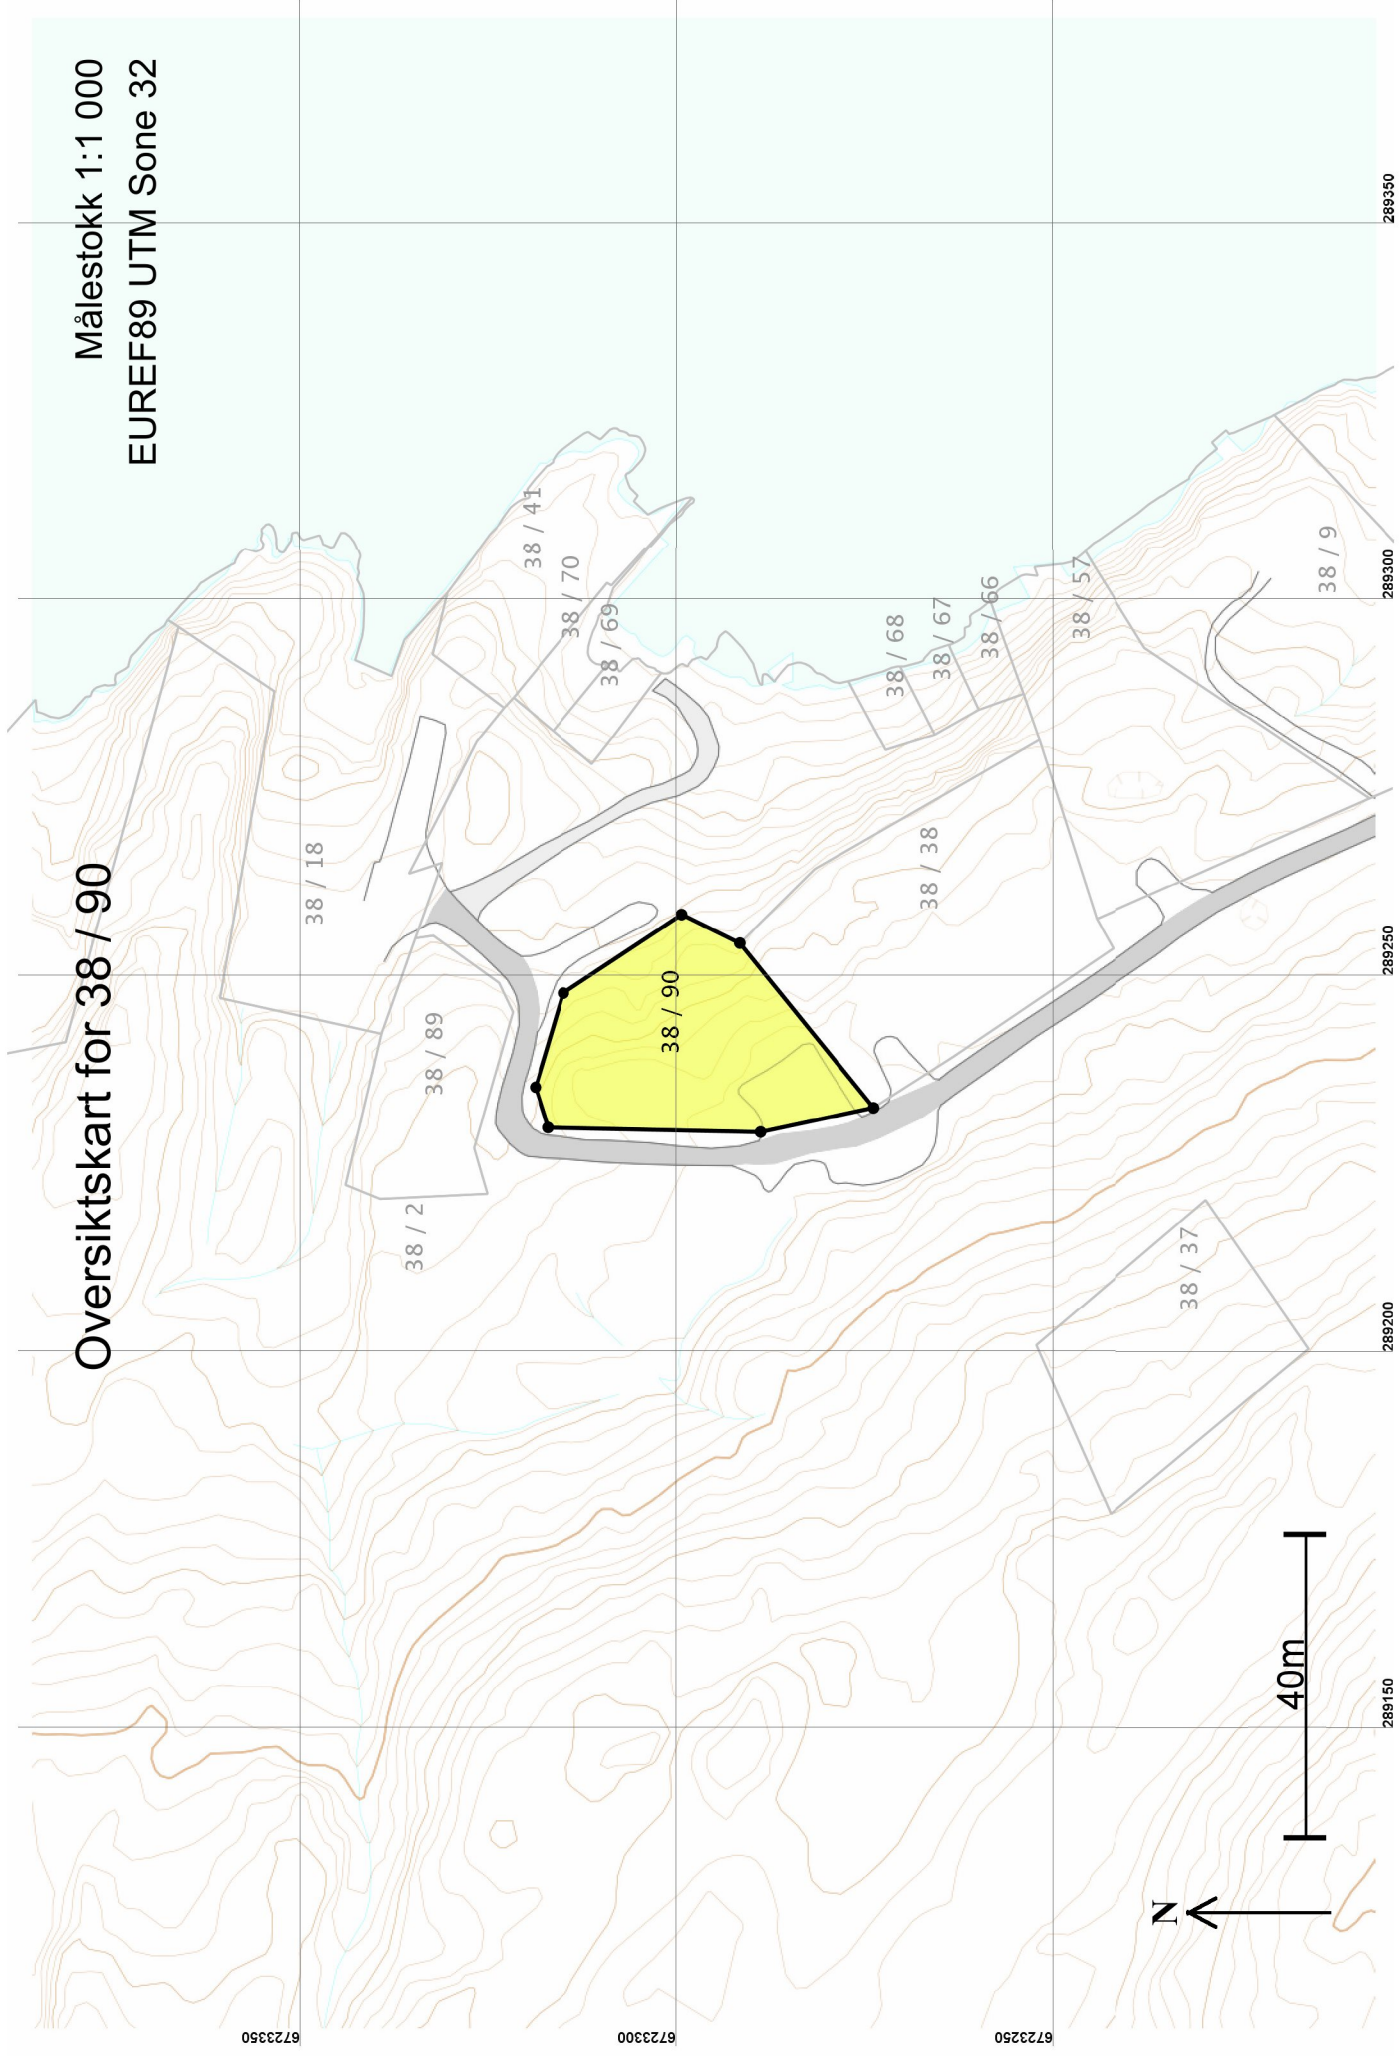 Oversiktskart for 38 / 90
Målestokk 1:1 000
EUREF89 UTM Sone 32
38 / 18
38 / 41
38 / 70
38 / 69
38 / 89
38 / 2
38 / 90
38 / 68
38 / 67
38 / 66
38 / 57
38 / 9
38 / 38
38 / 37
40m
N
6723350
6723300
6723250
289150
289200
289250
289300
289350